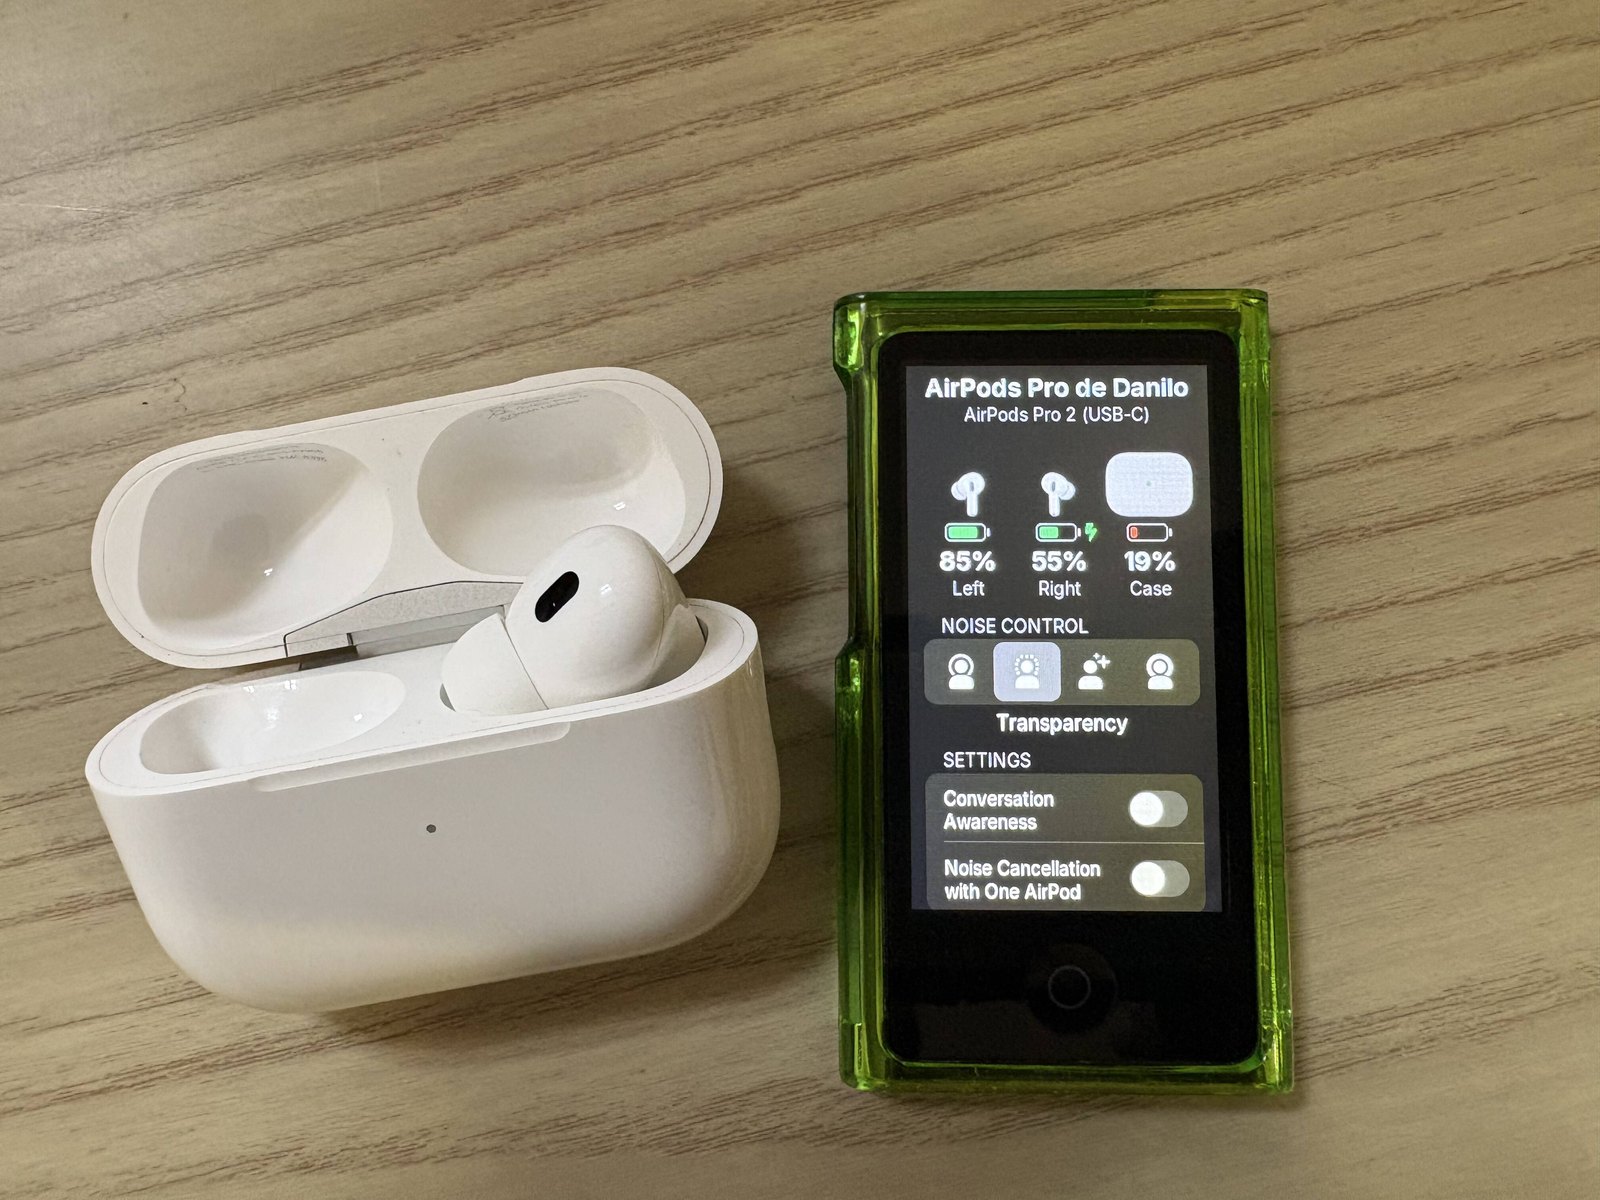 AirPods Pro de Danilo
AirPods Pro 2 (USB-C)
85% 55% 19%
Left Right Case
NOISE CONTROL
Transparency
SETTINGS
Conversation
Awareness
Noise Cancellation
with One AirPod